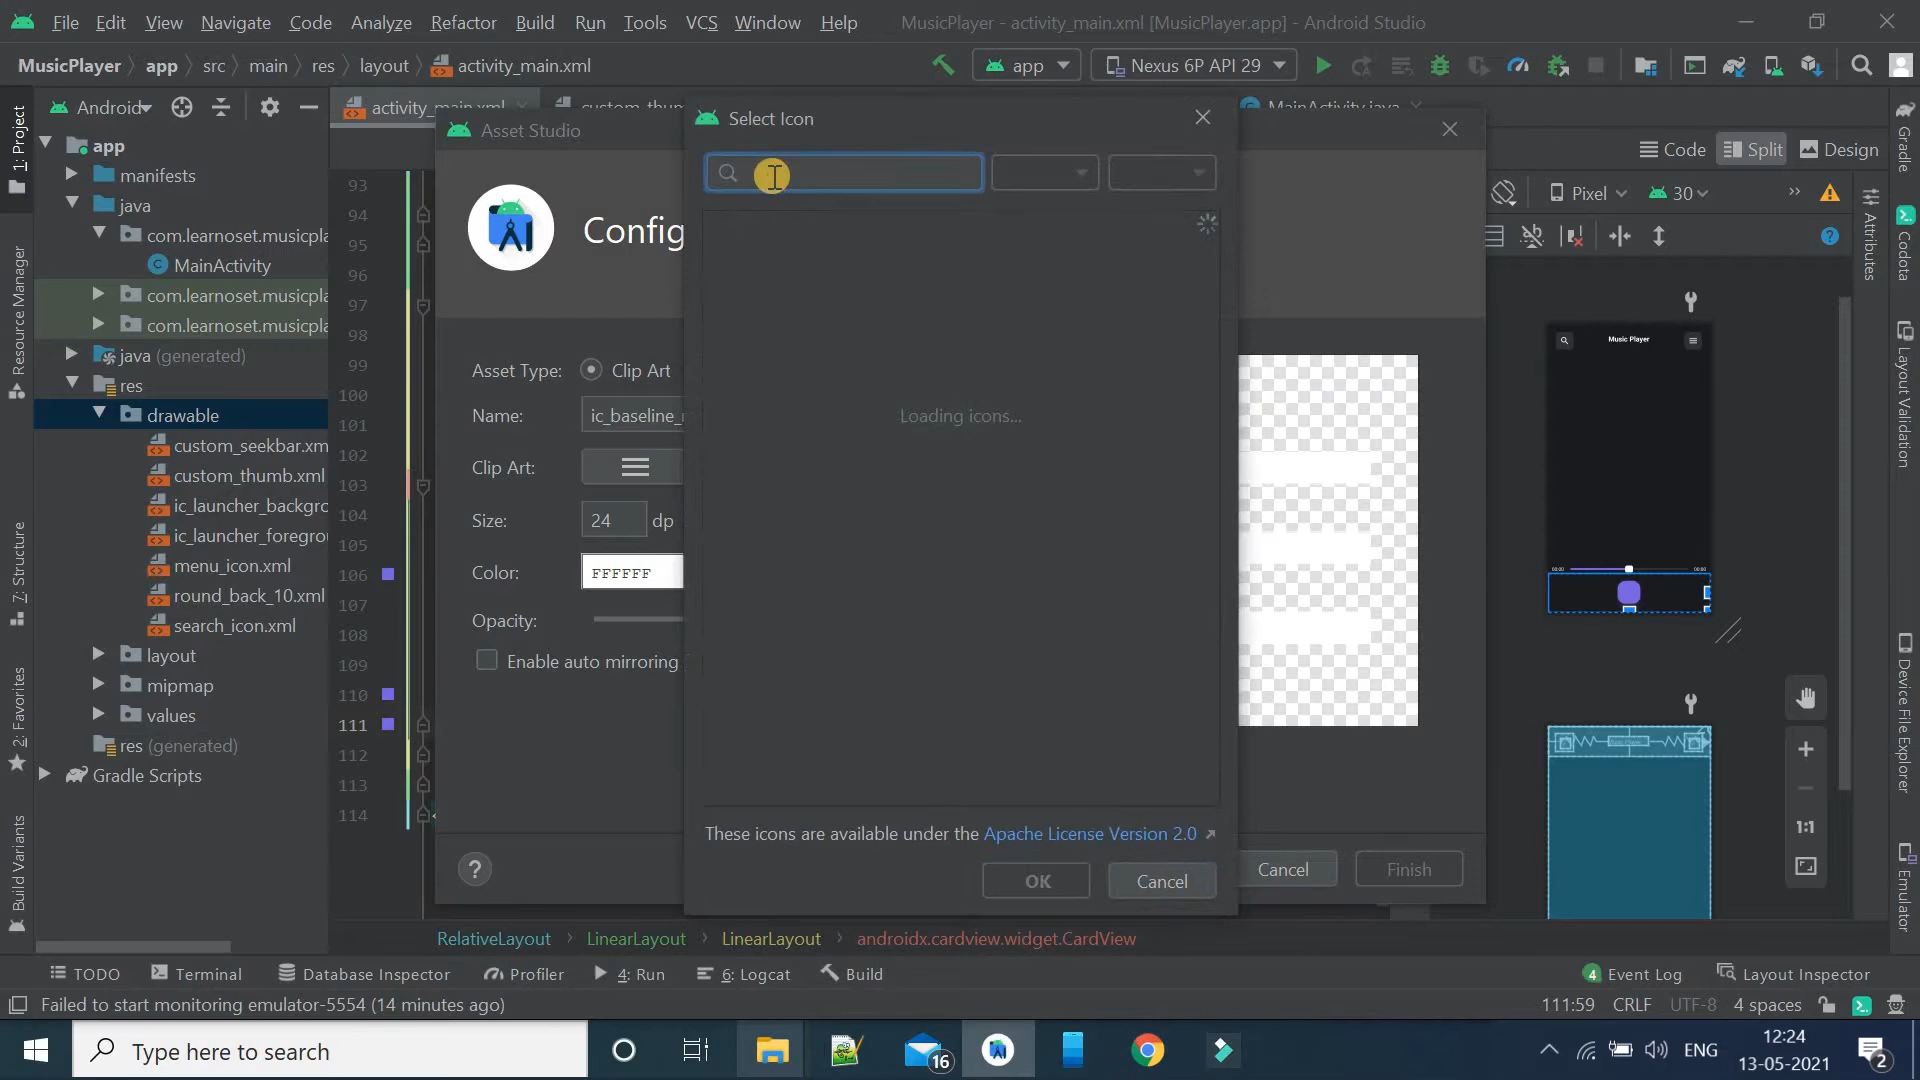 File Edit View Navigate Code Analyze Refactor Build Run Tools VCS Window Help MusicPlayer - activity_main.xml [MusicPlayer.app] - Android Studio
MusicPlayer app src main res layout activity_main.xml app Nexus 6P API 29
Android
activity_main.xml
MainActivity.java
1: Project
Resource Manager
7: Structure
2: Favorites
Build Variants
app
manifests
java
com.learnoset.musicpla
MainActivity
com.learnoset.musicpla
com.learnoset.musicpla
java (generated)
res
drawable
custom_seekbar.xm
custom_thumb.xml
ic_launcher_backgro
ic_launcher_foregrou
menu_icon.xml
round_back_10.xml
search_icon.xml
layout
mipmap
values
res (generated)
Gradle Scripts
93
94
95
96
97
98
99
100
101
102
103
104
105
106
107
108
109
110
111
112
113
114
Asset Studio
Config
Asset Type: Clip Art
Name: ic_baseline_
Clip Art:
Size: 24 dp
Color: FFFFFF
Opacity:
Enable auto mirroring
?
Cancel Finish
Select Icon
Loading icons...
These icons are available under the Apache License Version 2.0
OK Cancel
Code Split Design
Pixel 30
Music Player
00:00 00:00
1:1
Gradle
Codota
Attributes
Layout Validation
Device File Explorer
Emulator
RelativeLayout LinearLayout LinearLayout androidx.cardview.widget.CardView
TODO Terminal Database Inspector Profiler 4: Run 6: Logcat Build 4 Event Log Layout Inspector
Failed to start monitoring emulator-5554 (14 minutes ago) 111:59 CRLF UTF-8 4 spaces
Type here to search 16 ENG 12:24
13-05-2021 2